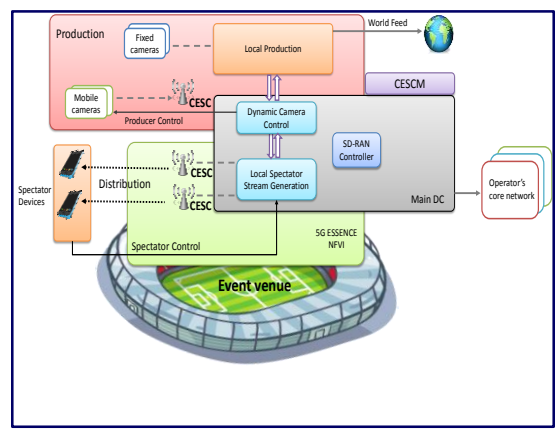 Production
Fixed
cameras
Local Production
World Feed
CESCM
Mobile
cameras
CESC
Producer Control
Dynamic Camera
Control
SD-RAN
Controller
Spectator
Devices
Distribution
CESC
CESC
Local Spectator
Stream Generation
Main DC
Operator's
core network
Spectator Control
5G ESSENCE
NFVI
Event venue